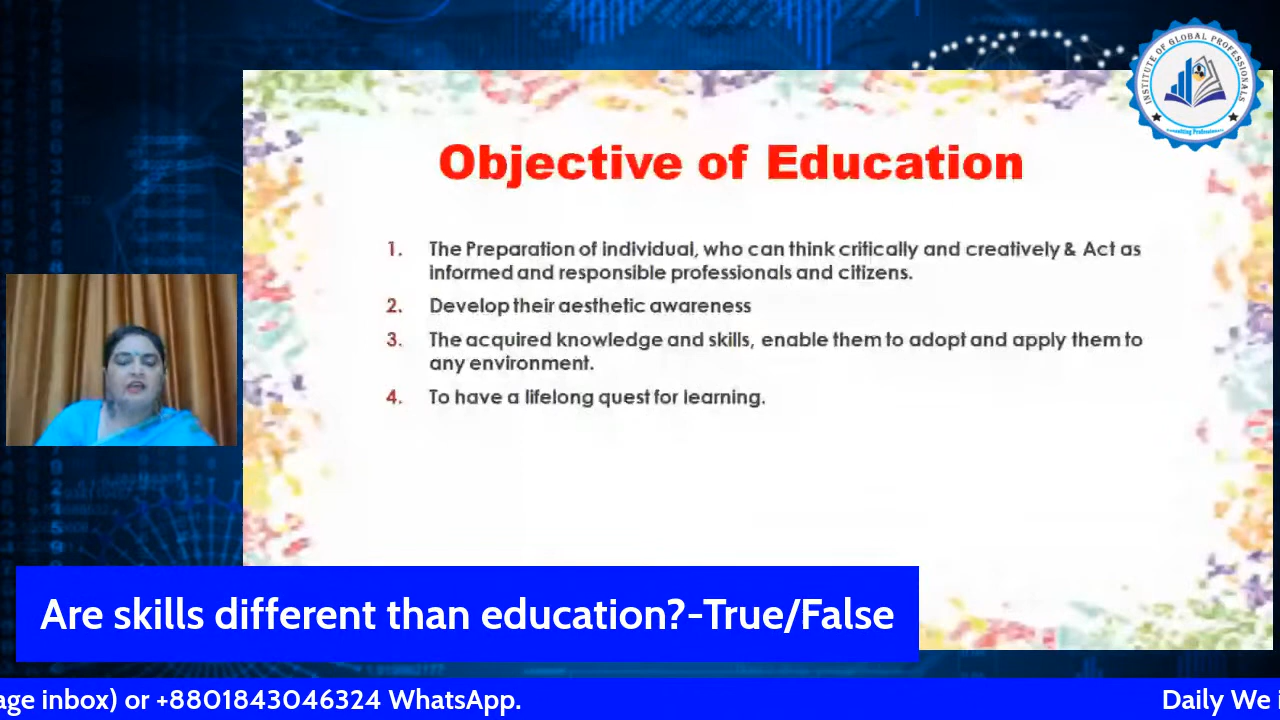 INSTITUTE OF GLOBAL PROFESSIONALS
Objective of Education
1. The Preparation of individual, who can think critically and creatively & Act as
informed and responsible professionals and citizens.
2. Develop their aesthetic awareness
3. The acquired knowledge and skills, enable them to adopt and apply them to
any environment.
4. To have a lifelong quest for learning.
Are skills different than education?-True/False
age inbox) or +8801843046324 WhatsApp.
Daily We i